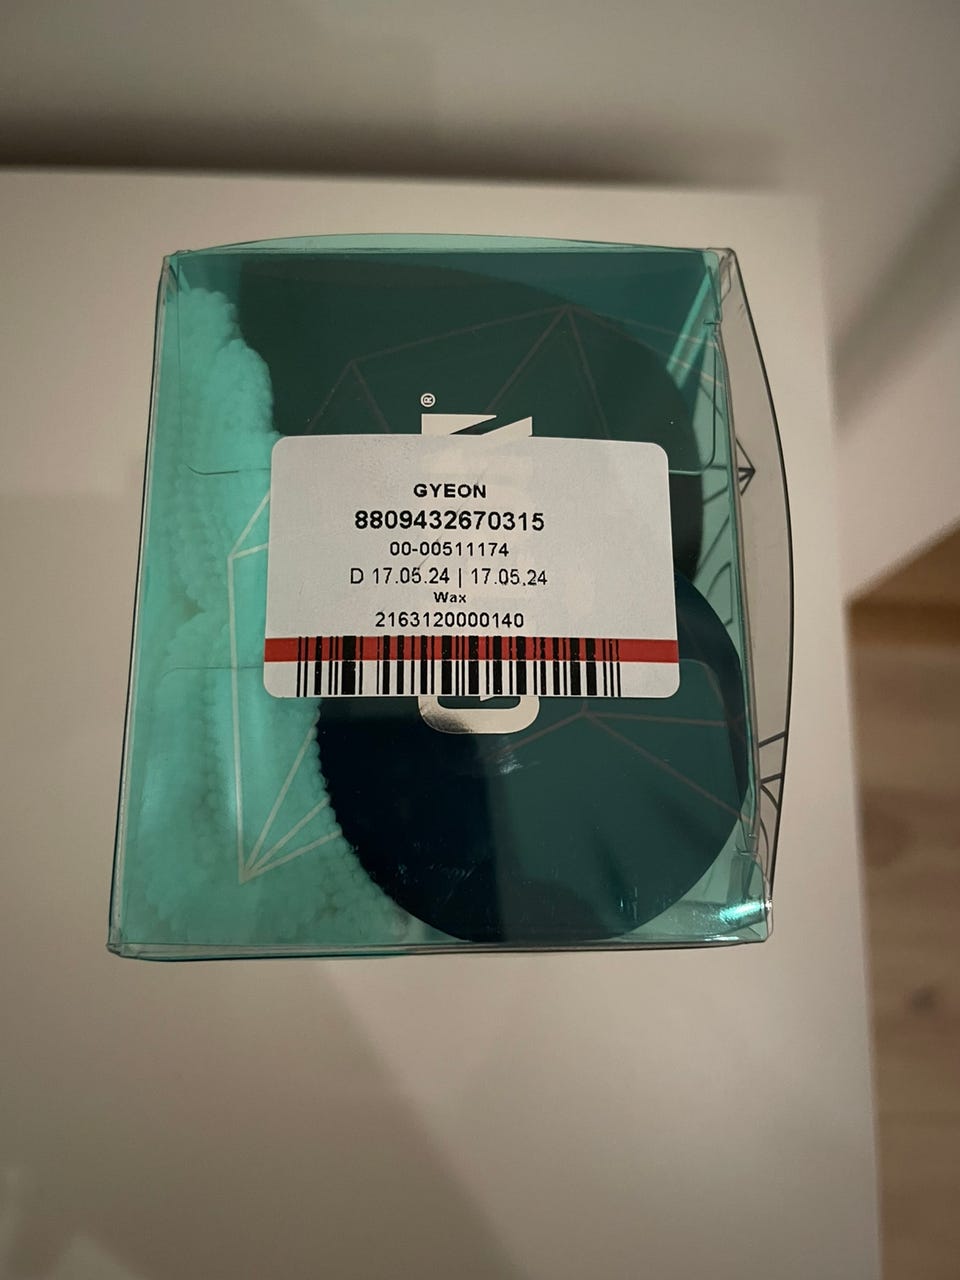 ®
GYEON
8809432670315
00-00511174
D 17.05.24 | 17.05.24
Wax
2163120000140